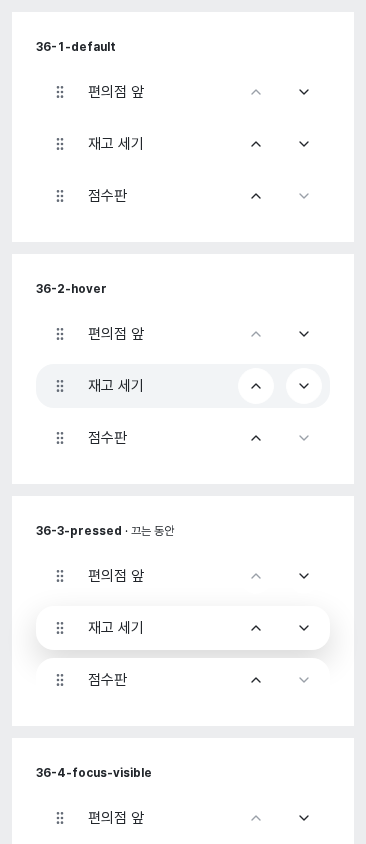 36-1-default
편의점 앞
재고 세기
점수판
36-2-hover
편의점 앞
재고 세기
점수판
36-3-pressed · 끄는 동안
편의점 앞
재고 세기
점수판
36-4-focus-visible
편의점 앞